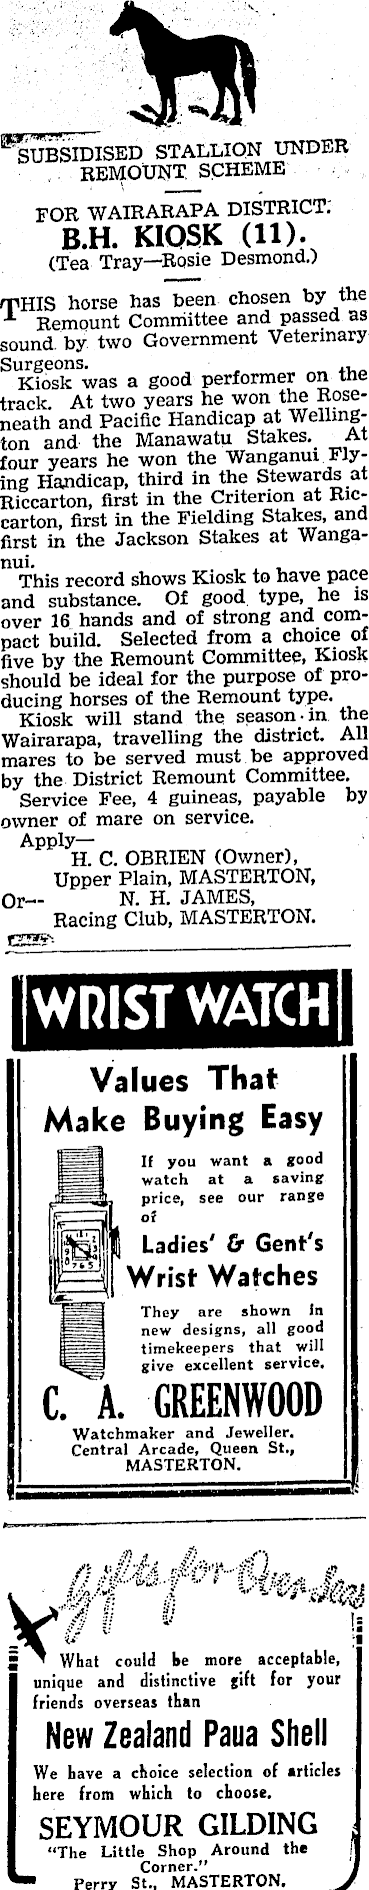 SUBSIDISED STALLION UNDER
REMOUNT SCHEME
FOR WAIRARAPA DISTRICT.
B.H. KIOSK (11).
(Tea Tray—Rosie Desmond.)
THIS horse has been chosen by the
Remount Committee and passed as
sound by two Government Veterinary
Surgeons.
Kiosk was a good performer on the
track. At two years he won the Rose-
neath and Pacific Handicap at Welling-
ton and the Manawatu Stakes. At
four years he won the Wanganui Fly-
ing Handicap, third in the Stewards at
Riccarton, first in the Criterion at Ric-
carton, first in the Fielding Stakes, and
first in the Jackson Stakes at Wanga-
nui.
This record shows Kiosk to have pace
and substance. Of good type, he is
over 16 hands and of strong and com-
pact build. Selected from a choice of
five by the Remount Committee, Kiosk
should be ideal for the purpose of pro-
ducing horses of the Remount type.
Kiosk will stand the season in the
Wairarapa, travelling the district. All
mares to be served must be approved
by the District Remount Committee.
Service Fee, 4 guineas, payable by
owner of mare on service.
Apply—
H. C. OBRIEN (Owner),
Upper Plain, MASTERTON,
Or— N. H. JAMES,
Racing Club, MASTERTON.
WRIST WATCH
Values That
Make Buying Easy
If you want a good
watch at a saving
price, see our range
of
Ladies' & Gent's
Wrist Watches
They are shown in
new designs, all good
timekeepers that will
give excellent service.
C. A. GREENWOOD
Watchmaker and Jeweller.
Central Arcade, Queen St.,
MASTERTON.
Gifts for Overseas
What could be more acceptable,
unique and distinctive gift for your
friends overseas than
New Zealand Paua Shell
We have a choice selection of articles
here from which to choose.
SEYMOUR GILDING
"The Little Shop Around the
Corner."
Perry St., MASTERTON.